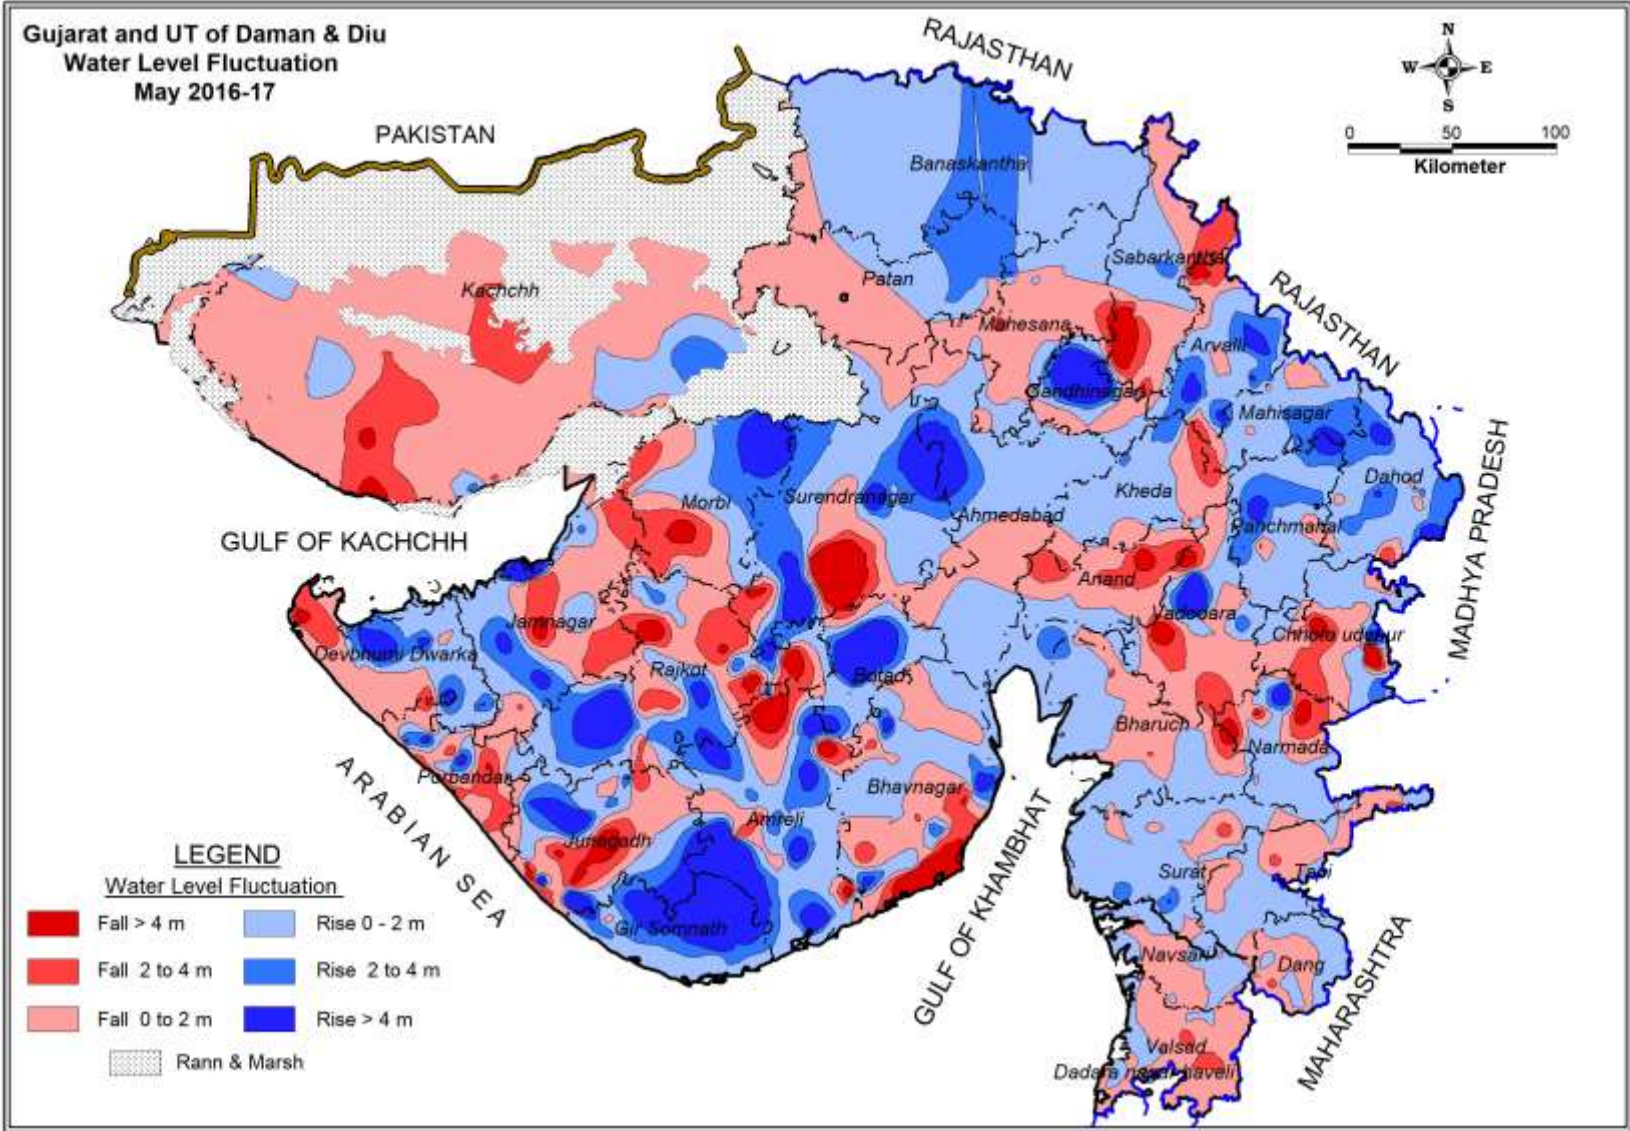 Gujarat and UT of Daman & Diu
Water Level Fluctuation
May 2016-17
RAJASTHAN
N
W E
S
0 50 100
Kilometer
PAKISTAN
Banaskantha
Sabarkantha
Patan
Kachchh
RAJASTHAN
Mahesana
Arvalli
Gandhinagar
Mahisagar
MADHYA PRADESH
Dahod
Kheda
Surendranagar
Morbi
Ahmedabad
Panchmahal
GULF OF KACHCHH
Anand
Vadodara
Jamnagar
Chhota udepur
Devbhumi Dwarka
Rajkot
Botad
Bharuch
Narmada
Porbandar
Bhavnagar
ARABIAN SEA
Amreli
Junagadh
Surat
Tapi
GULF OF KHAMBHAT
Gir Somnath
Navsari
Dang
MAHARASHTRA
Valsad
Dadara nagar haveli
LEGEND
Water Level Fluctuation
Fall > 4 m Rise 0 - 2 m
Fall 2 to 4 m Rise 2 to 4 m
Fall 0 to 2 m Rise > 4 m
Rann & Marsh